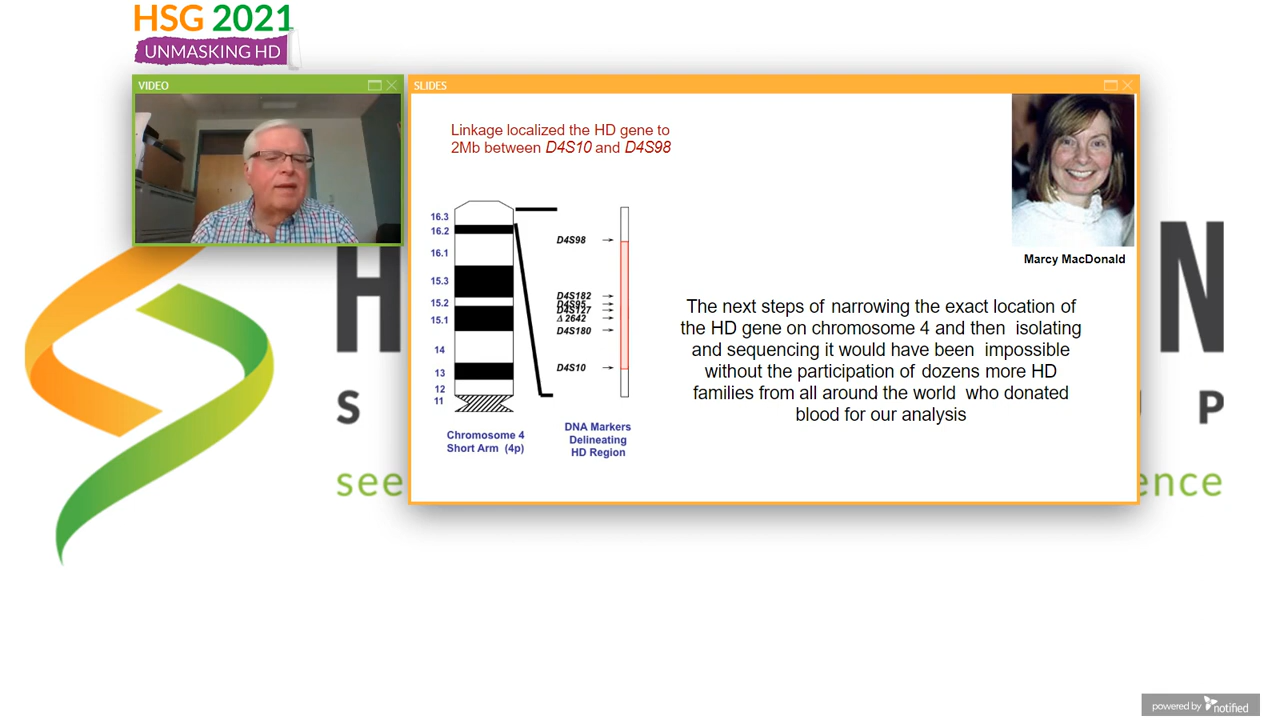 HSG 2021
UNMASKING HD
VIDEO
SLIDES
Linkage localized the HD gene to
2Mb between D4S10 and D4S98
Marcy MacDonald
16.3
16.2
16.1
15.3
15.2
15.1
14
13
12
11
D4S98
D4S182
D4S95
D4S127
Δ 2642
D4S180
D4S10
Chromosome 4
Short Arm (4p)
DNA Markers
Delineating
HD Region
The next steps of narrowing the exact location of
the HD gene on chromosome 4 and then isolating
and sequencing it would have been impossible
without the participation of dozens more HD
families from all around the world who donated
blood for our analysis
H
N
S
U P
see
ence
powered by notified